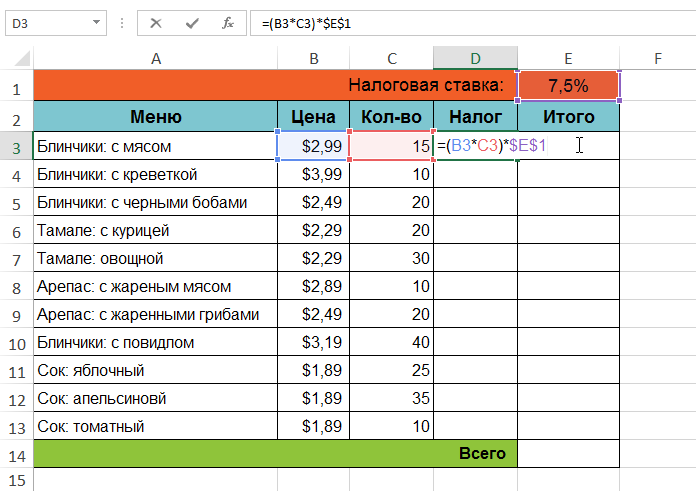 D3 fx =(B3*C3)*$E$1
A B C D E F
1 Налоговая ставка: 7,5%
2 Меню Цена Кол-во Налог Итого
3 Блинчики: с мясом $2,99 15 =(B3*C3)*$E$1
4 Блинчики: с креветкой $3,99 10
5 Блинчики: с черными бобами $2,49 20
6 Тамале: с курицей $2,29 20
7 Тамале: овощной $2,29 30
8 Арепас: с жареным мясом $2,89 10
9 Арепас: с жаренными грибами $2,49 20
10 Блинчики: с повидлом $3,19 40
11 Сок: яблочный $1,89 25
12 Сок: апельсиновй $1,89 35
13 Сок: томатный $1,89 10
14 Всего
15